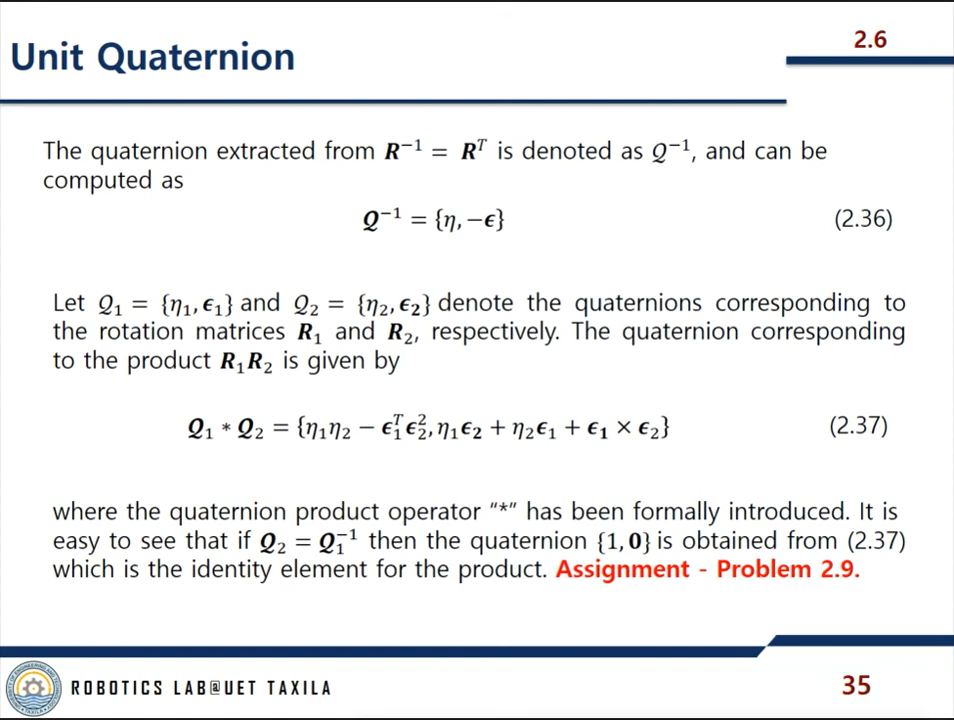 2.6
Unit Quaternion
The quaternion extracted from R⁻¹ = Rᵀ is denoted as Q⁻¹, and can be
computed as
Q⁻¹ = {η, −ϵ} (2.36)
Let Q₁ = {η₁, ϵ₁} and Q₂ = {η₂, ϵ₂} denote the quaternions corresponding to
the rotation matrices R₁ and R₂, respectively. The quaternion corresponding
to the product R₁R₂ is given by
Q₁ * Q₂ = {η₁η₂ − ϵ₁ᵀϵ₂², η₁ϵ₂ + η₂ϵ₁ + ϵ₁ × ϵ₂} (2.37)
where the quaternion product operator "*" has been formally introduced. It is
easy to see that if Q₂ = Q₁⁻¹ then the quaternion {1, 0} is obtained from (2.37)
which is the identity element for the product. Assignment - Problem 2.9.
ROBOTICS LAB@UET TAXILA
35